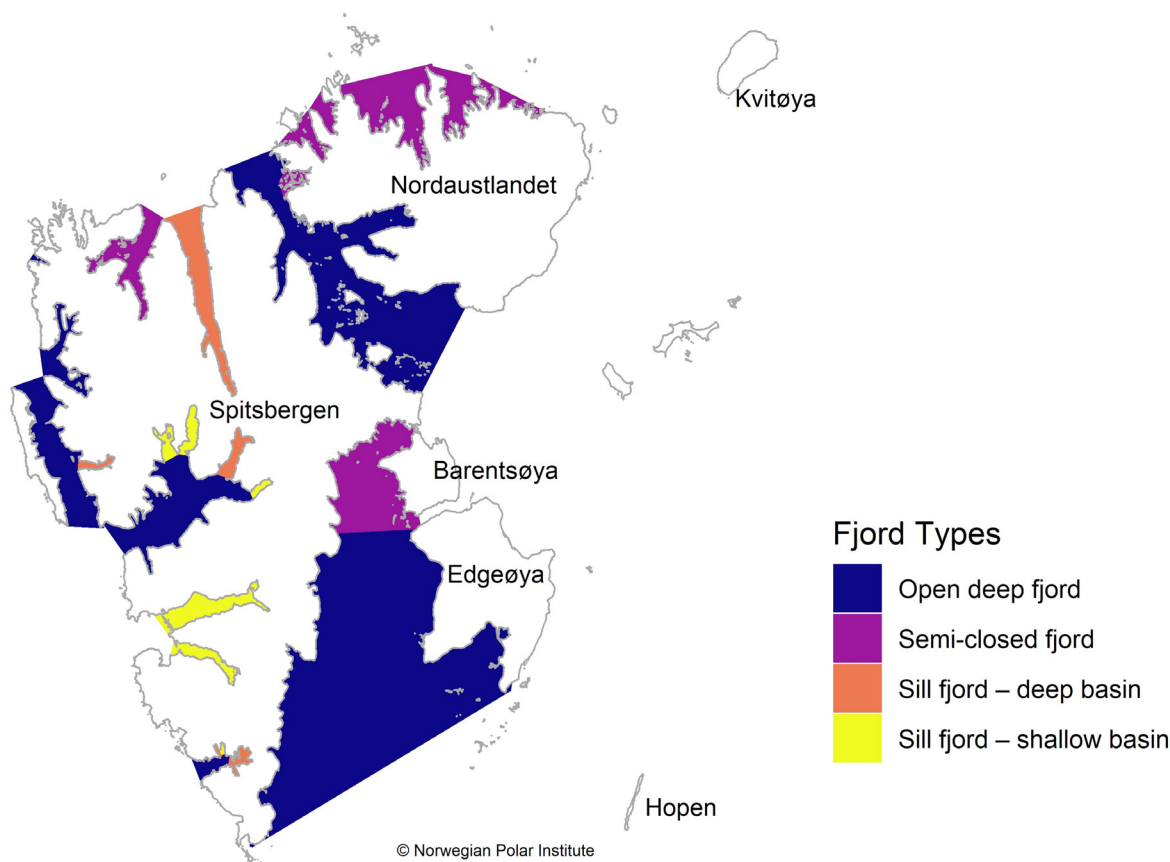 Kvitøya
Nordaustlandet
Spitsbergen
Barentsøya
Edgeøya
Fjord Types
Open deep fjord
Semi-closed fjord
Sill fjord – deep basin
Sill fjord – shallow basin
Hopen
© Norwegian Polar Institute